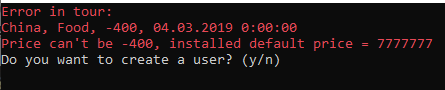 Error in tour:
China, Food, -400, 04.03.2019 0:00:00
Price can't be -400, installed default price = 7777777
Do you want to create a user? (y/n)